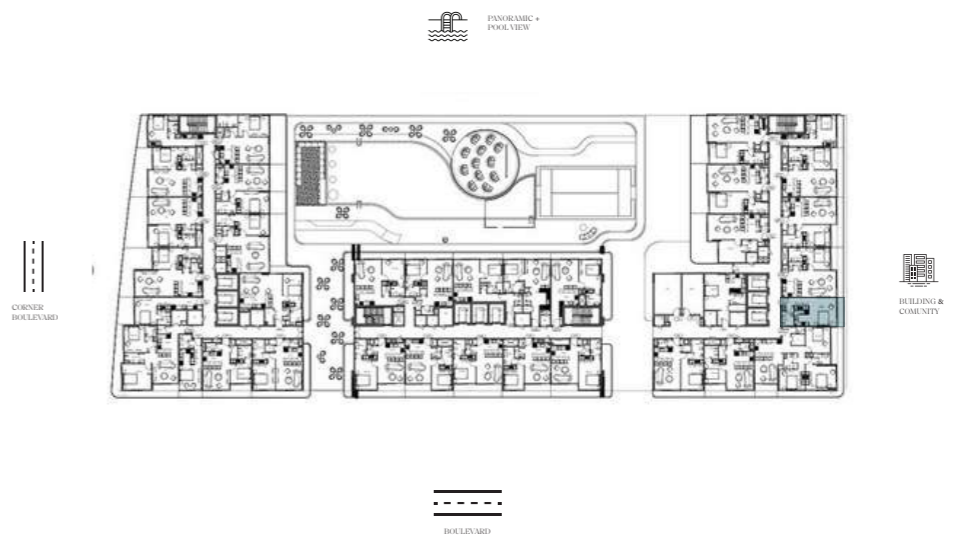 PANORAMIC +
POOL VIEW
CORNER
BOULEVARD
BUILDING &
COMUNITY
BOULEVARD